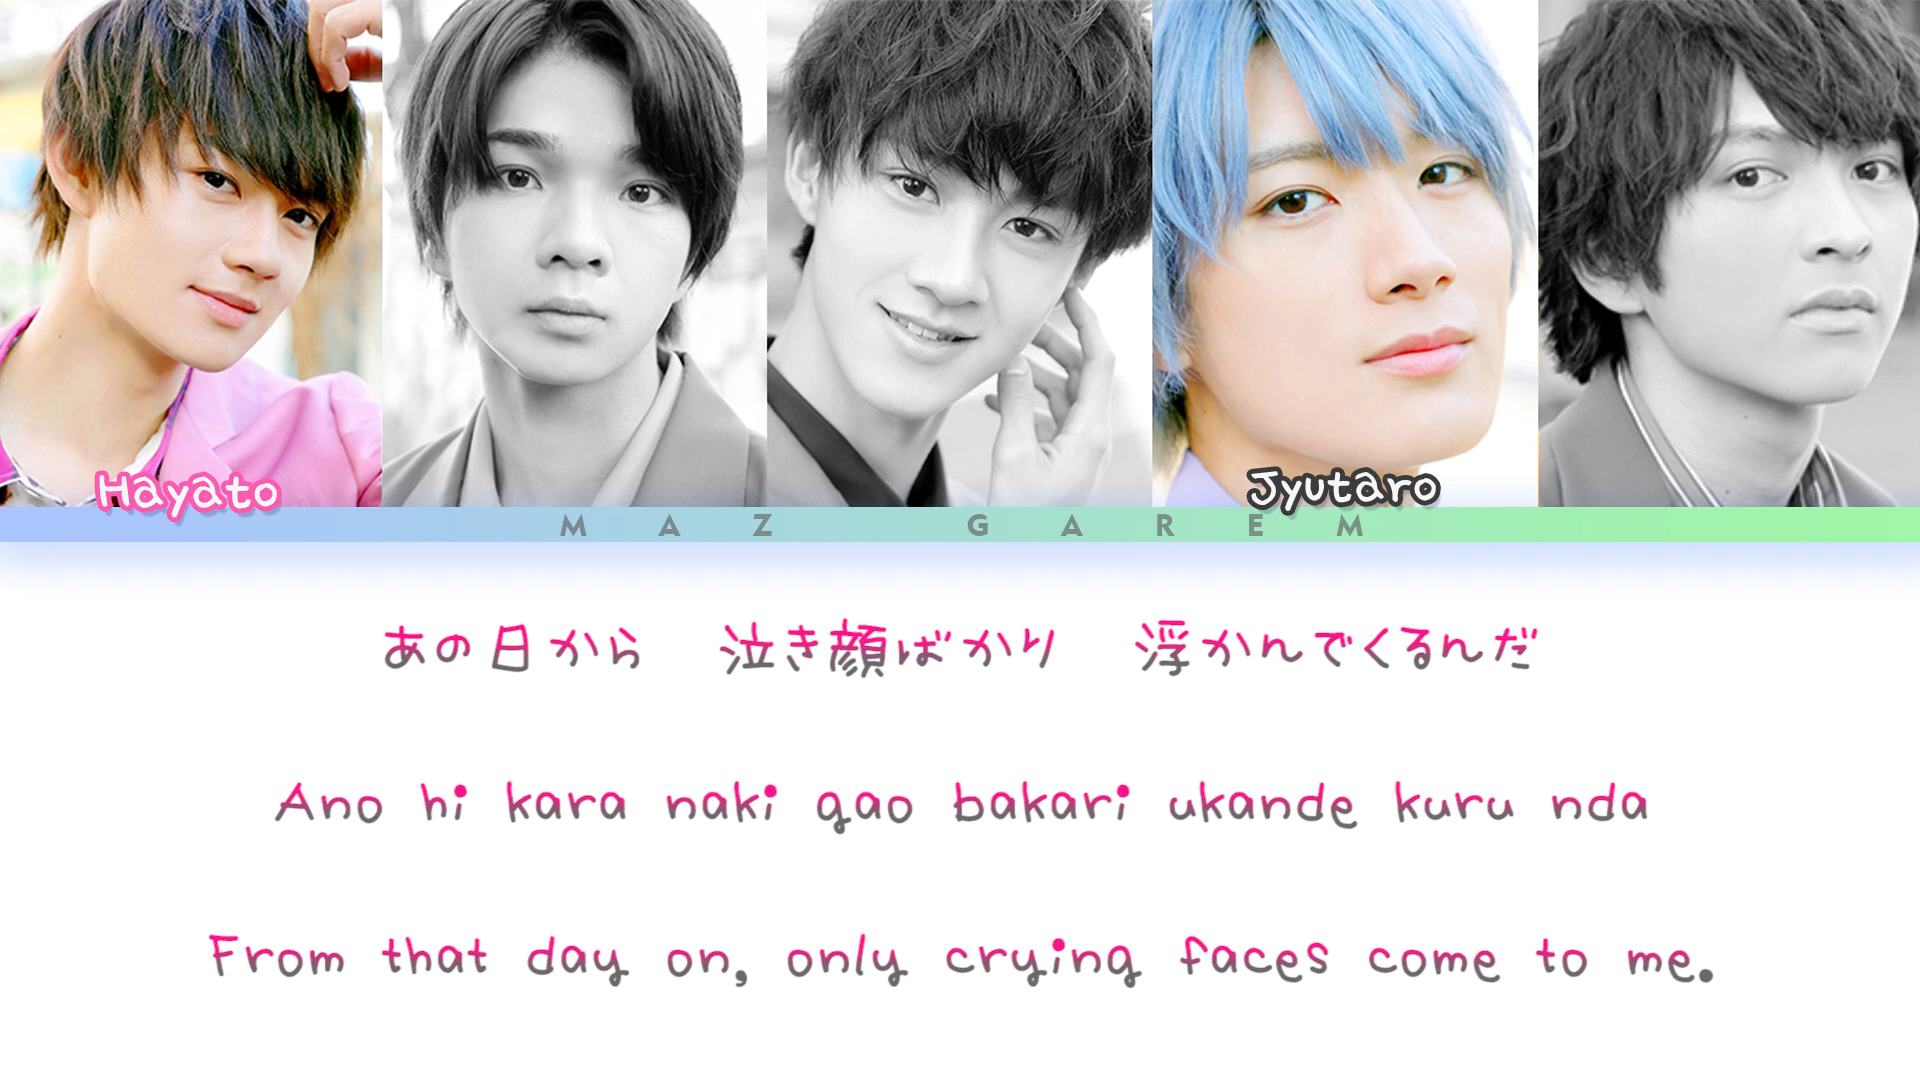 Hayato
Jyutaro
MAZ GAREM
あの日から　泣き顔ばかり　浮かんでくるんだ
Ano hi kara naki gao bakari ukande kuru nda
From that day on, only crying faces come to me.